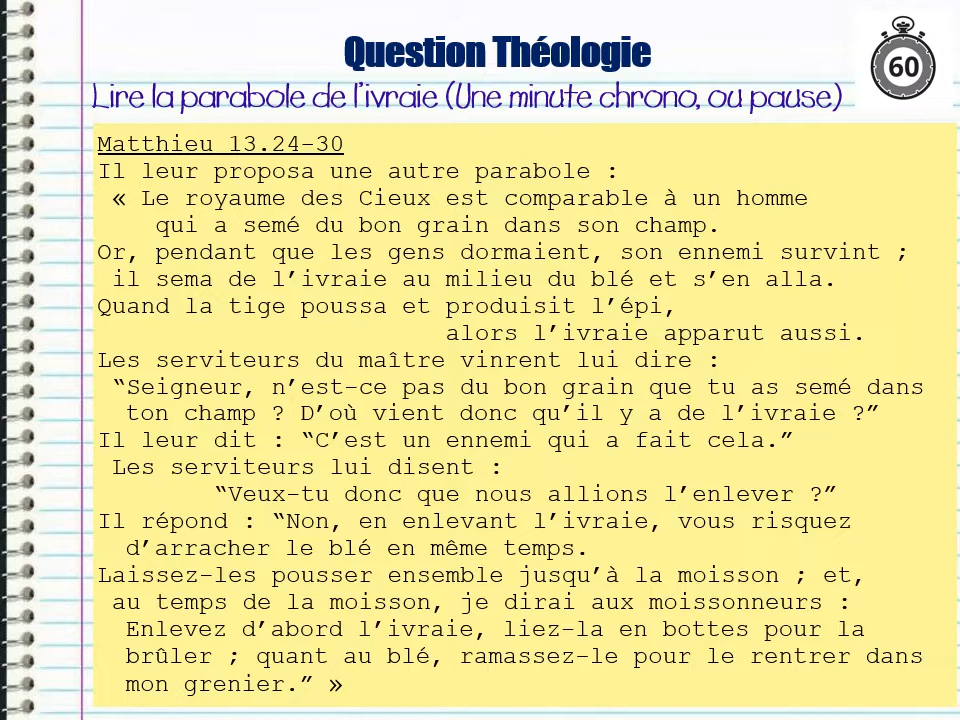 Question Théologie
60
Lire la parabole de l'ivraie (Une minute chrono, ou pause)
Matthieu 13.24-30
Il leur proposa une autre parabole :
« Le royaume des Cieux est comparable à un homme
qui a semé du bon grain dans son champ.
Or, pendant que les gens dormaient, son ennemi survint ;
il sema de l’ivraie au milieu du blé et s’en alla.
Quand la tige poussa et produisit l’épi,
alors l’ivraie apparut aussi.
Les serviteurs du maître vinrent lui dire :
“Seigneur, n’est-ce pas du bon grain que tu as semé dans
ton champ ? D’où vient donc qu’il y a de l’ivraie ?”
Il leur dit : “C’est un ennemi qui a fait cela.”
Les serviteurs lui disent :
“Veux-tu donc que nous allions l’enlever ?”
Il répond : “Non, en enlevant l’ivraie, vous risquez
d’arracher le blé en même temps.
Laissez-les pousser ensemble jusqu’à la moisson ; et,
au temps de la moisson, je dirai aux moissonneurs :
Enlevez d’abord l’ivraie, liez-la en bottes pour la
brûler ; quant au blé, ramassez-le pour le rentrer dans
mon grenier.” »